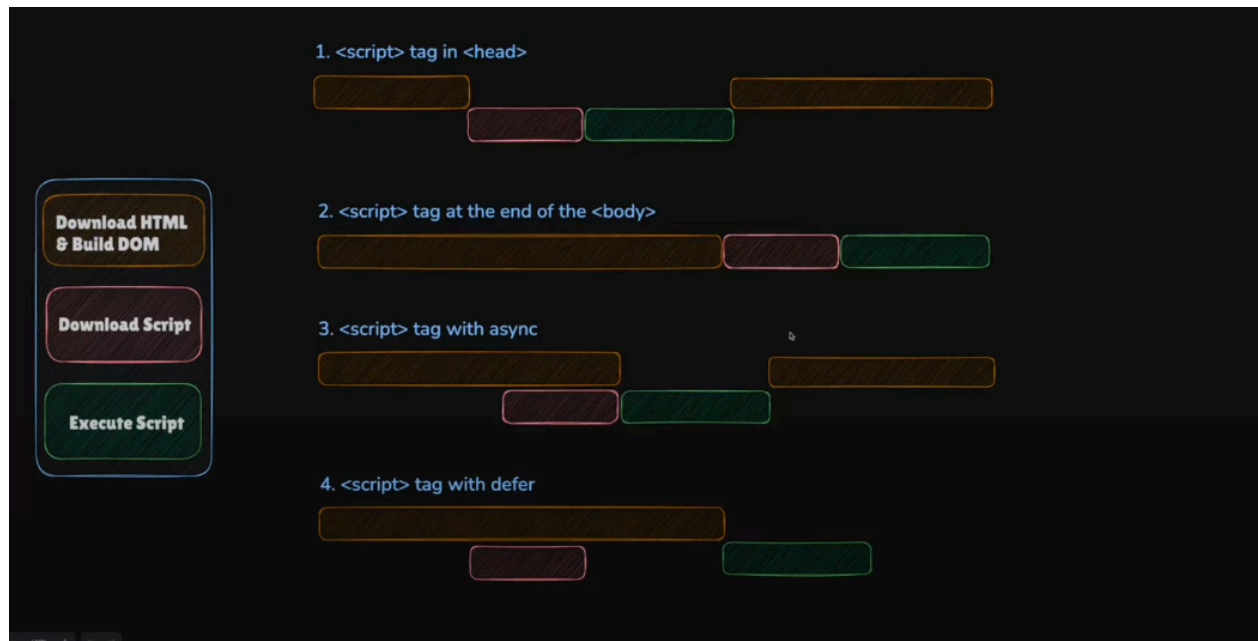 1. <script> tag in <head>
2. <script> tag at the end of the <body>
Download HTML
& Build DOM
Download Script
3. <script> tag with async
Execute Script
4. <script> tag with defer